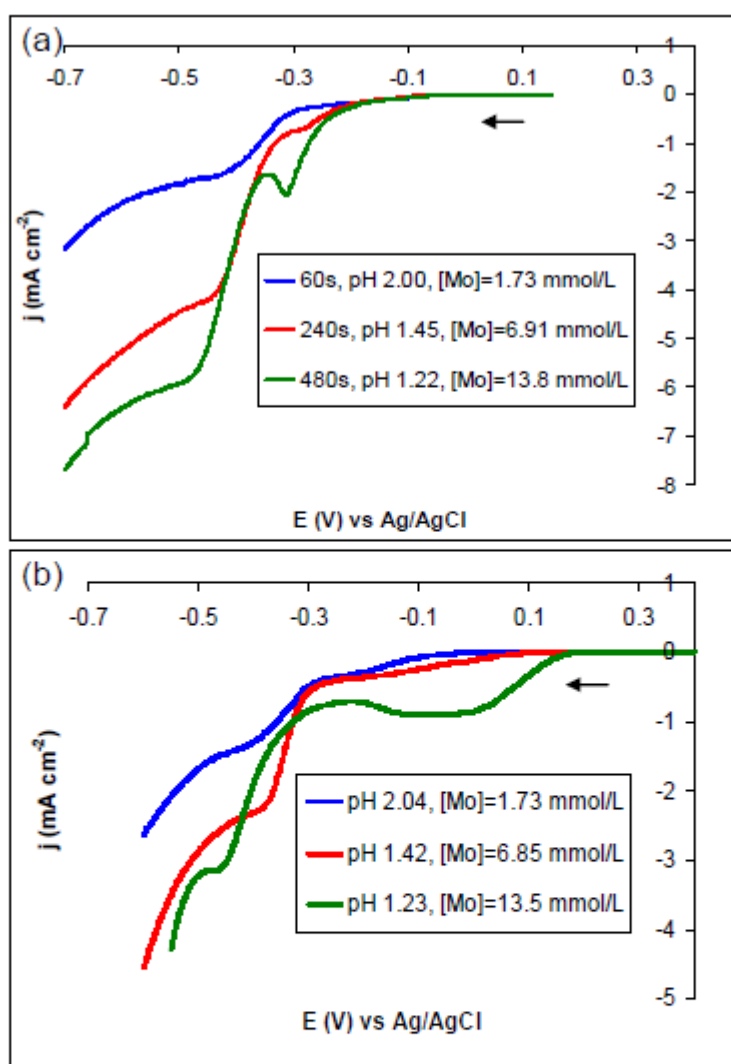 (a)
1
-0.7 -0.5 -0.3 -0.1 0.1 0.3
0
-1
-2
-3
-4
-5
-6
-7
-8
j (mA cm-2)
60s, pH 2.00, [Mo]=1.73 mmol/L
240s, pH 1.45, [Mo]=6.91 mmol/L
480s, pH 1.22, [Mo]=13.8 mmol/L
E (V) vs Ag/AgCl
(b)
1
-0.7 -0.5 -0.3 -0.1 0.1
0
-1
-2
-3
-4
-5
j (mA cm-2)
pH 2.04, [Mo]=1.73 mmol/L
pH 1.42, [Mo]=6.85 mmol/L
pH 1.23, [Mo]=13.5 mmol/L
E (V) vs Ag/AgCl